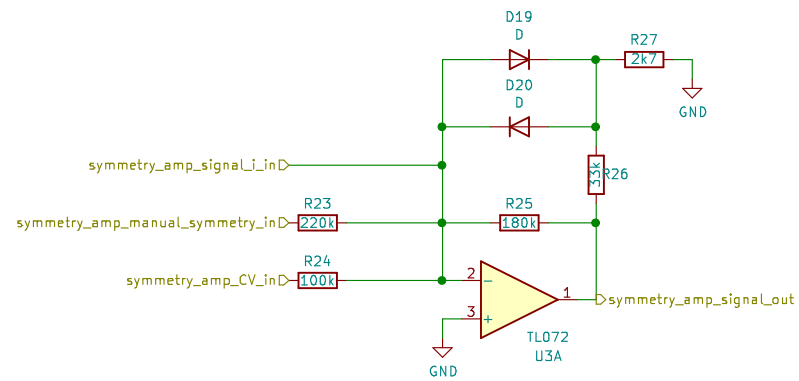 D19
D
R27
2k7
D20
D
GND
symmetry_amp_signal_i_in
33k
R26
R23
220k
symmetry_amp_manual_symmetry_in
R25
180k
R24
100k
symmetry_amp_CV_in
2
−
1
symmetry_amp_signal_out
3
+
TL072
U3A
GND